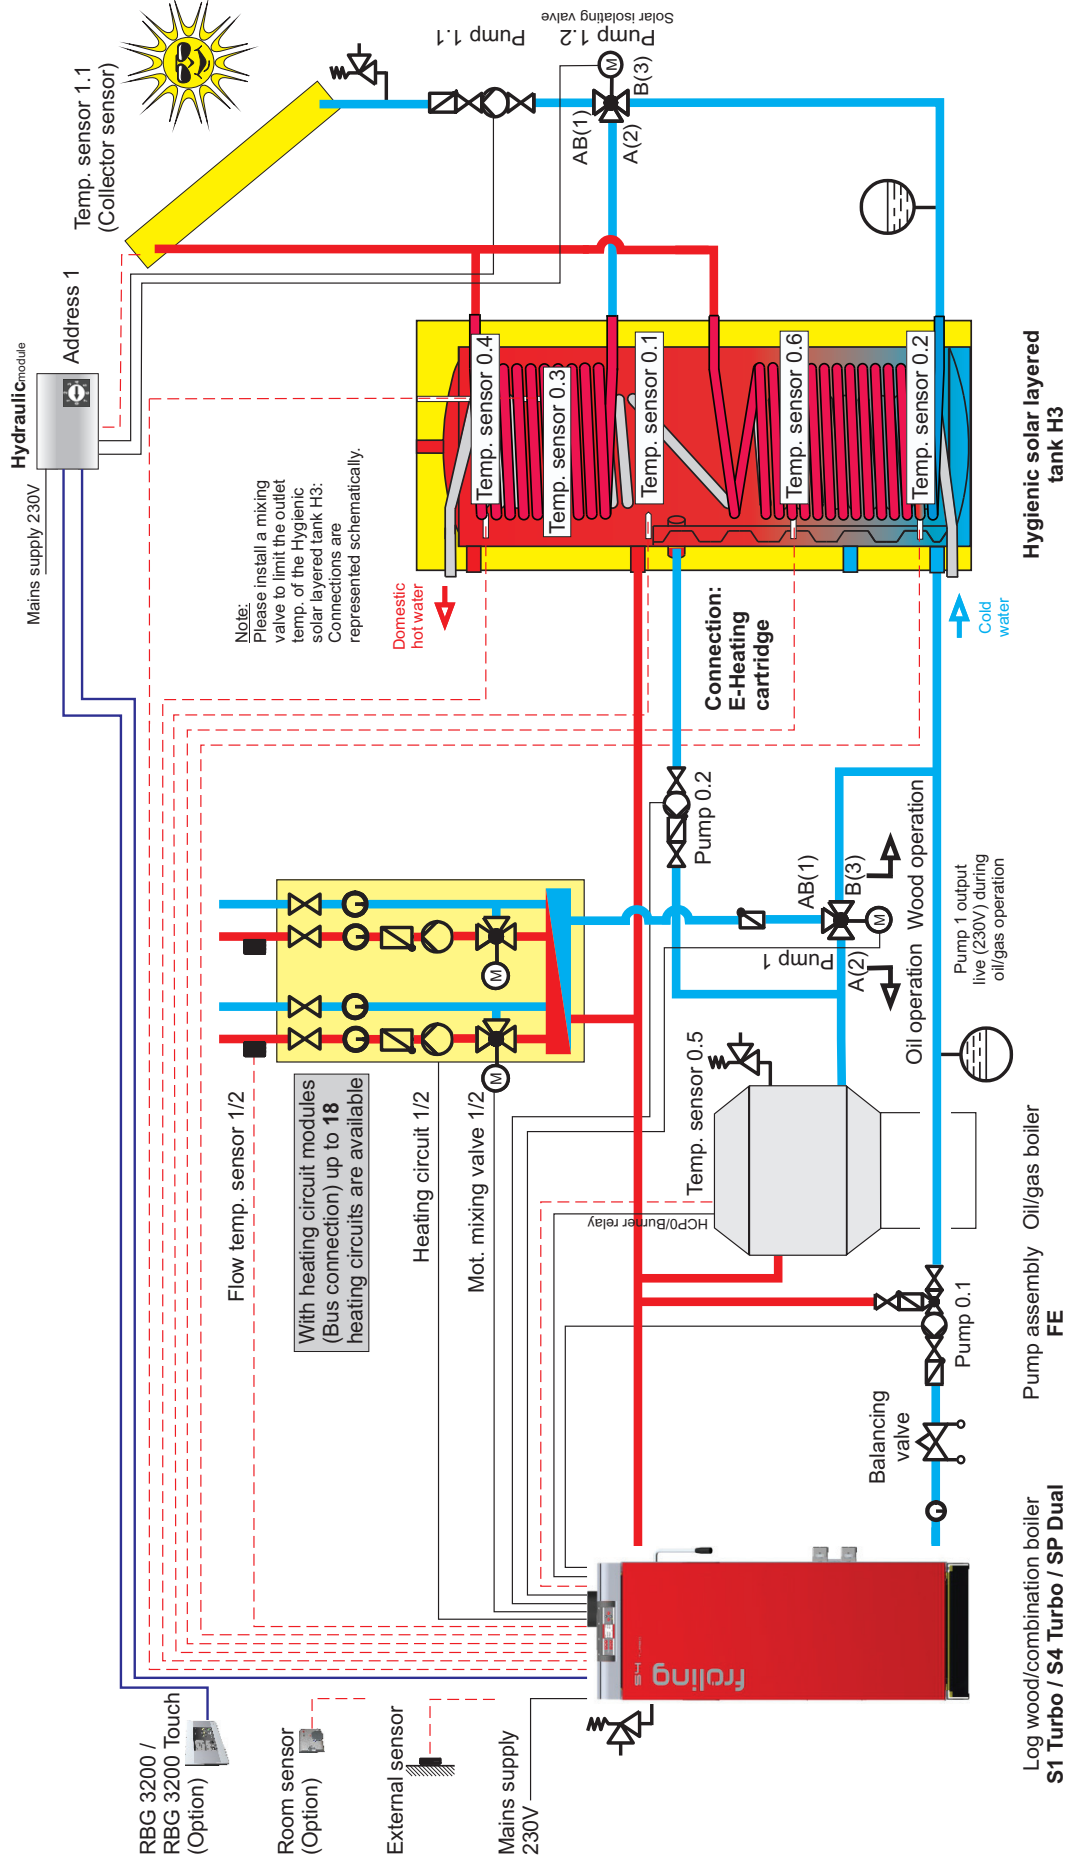 RBG 3200 /
RBG 3200 Touch
(Option)
Room sensor
(Option)
External sensor
Mains supply
230V
Flow temp. sensor 1/2
With heating circuit modules
(Bus connection) up to 18
heating circuits are available
Heating circuit 1/2
Mot. mixing valve 1/2
M
M
Mains supply 230V
Hydraulicmodule
Address 1
Temp. sensor 1.1
(Collector sensor)
Note:
Please install a mixing
valve to limit the outlet
temp. of the Hygienic
solar layered tank H3:
Connections are
represented schematically.
Domestic
hot water
Pump 1.1
Pump 1.2
Solar isolating valve
M
AB(1)
B(3)
A(2)
Temp. sensor 0.4
Temp. sensor 0.3
Temp. sensor 0.1
Temp. sensor 0.6
Temp. sensor 0.2
Connection:
E-Heating
cartridge
Cold
water
Pump 0.2
Pump 1
AB(1)
B(3)
A(2)
M
Oil operation
Wood operation
Pump 1 output
live (230V) during
oil/gas operation
Temp. sensor 0.5
HCP0/Burner relay
Pump 0.1
Balancing
valve
froling
S4
Log wood/combination boiler
S1 Turbo / S4 Turbo / SP Dual
Pump assembly
FE
Oil/gas boiler
Hygienic solar layered
tank H3